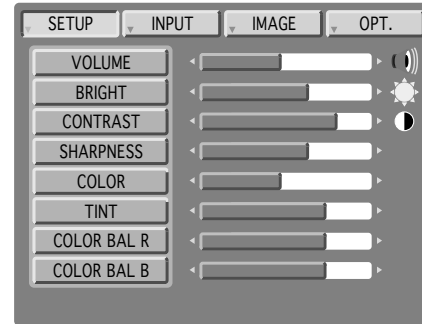 SETUP INPUT IMAGE OPT.
VOLUME
BRIGHT
CONTRAST
SHARPNESS
COLOR
TINT
COLOR BAL R
COLOR BAL B